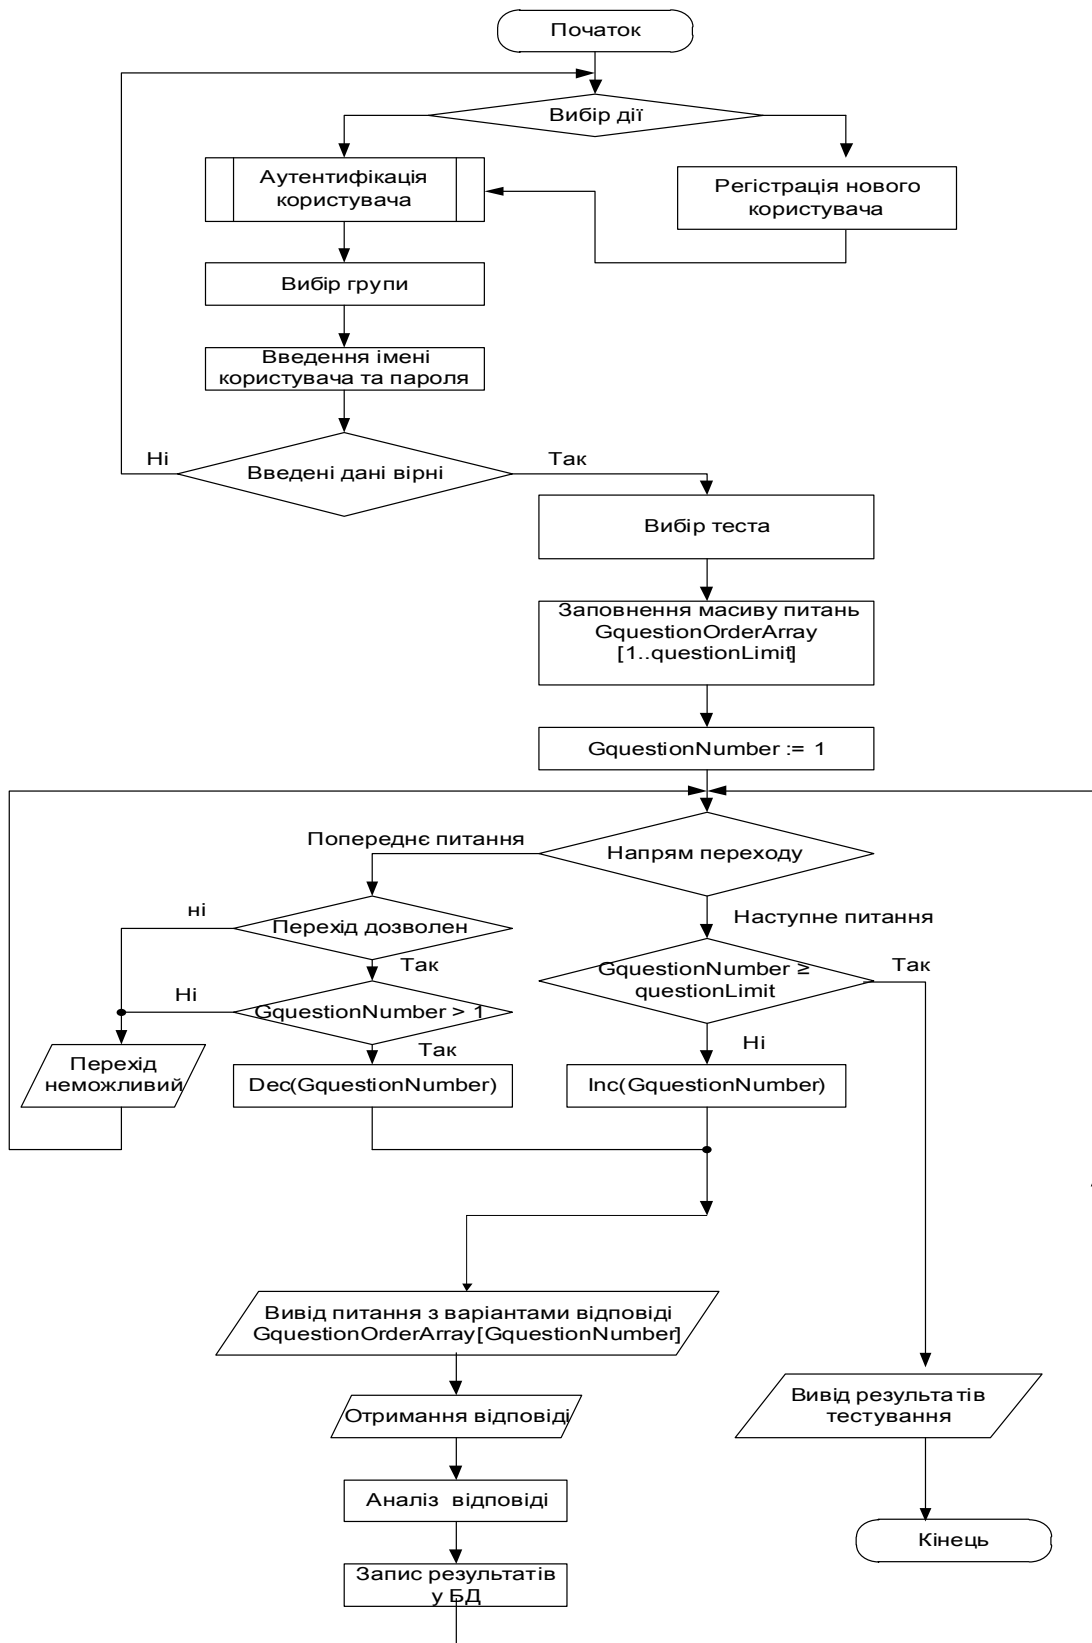 Початок
Вибір дії
Аутентифікація
користувача
Регістрація нового
користувача
Вибір групи
Введення імені
користувача та пароля
Ні
Введені дані вірні
Так
Вибір теста
Заповнення масиву питань
GquestionOrderArray
[1..questionLimit]
GquestionNumber := 1
Попереднє питання
Напрям переходу
ні
Перехід дозволен
Наступне питання
Так
GquestionNumber ≥
questionLimit
Так
Ні
GquestionNumber > 1
Так
Ні
Перехід
неможливий
Dec(GquestionNumber)
Inc(GquestionNumber)
Вивід питання з варіантами відповіді
GquestionOrderArray[GquestionNumber]
Отримання відповіді
Вивід результатів
тестування
Аналіз відповіді
Кінець
Запис результатів
у БД